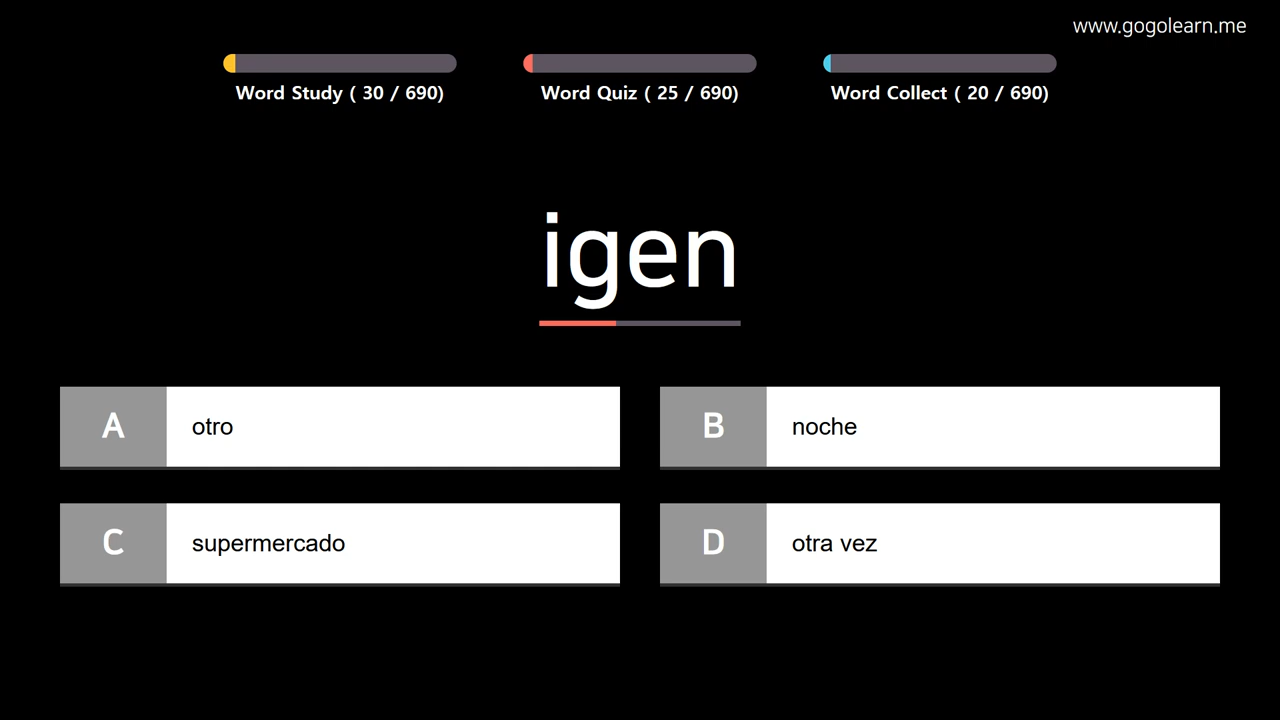 www.gogolearn.me
Word Study ( 30 / 690)
Word Quiz ( 25 / 690)
Word Collect ( 20 / 690)
igen
A otro
B noche
C supermercado
D otra vez